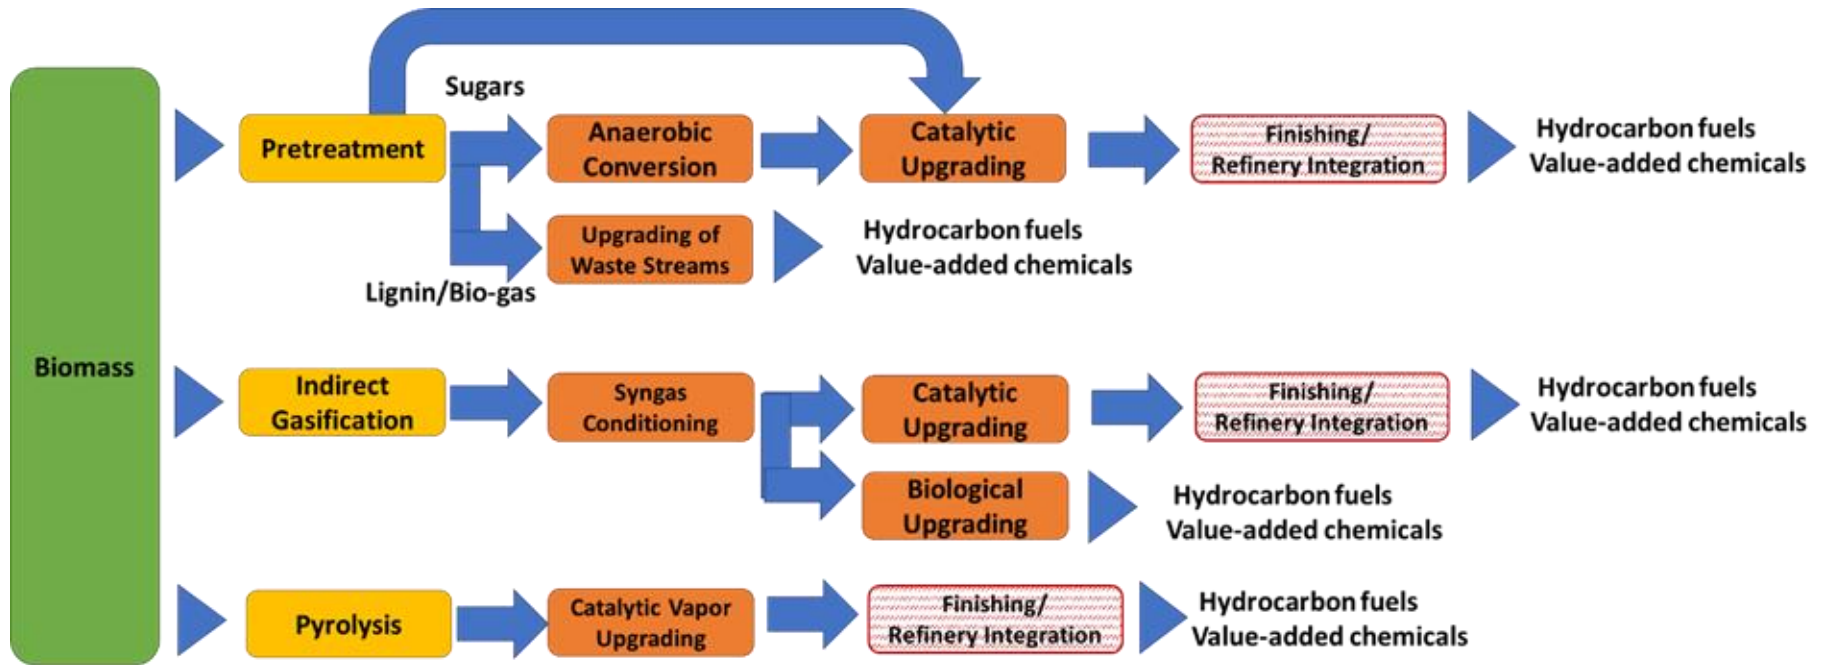 Biomass
Sugars
Pretreatment
Anaerobic
Conversion
Catalytic
Upgrading
Finishing/
Refinery Integration
Hydrocarbon fuels
Value-added chemicals
Lignin/Bio-gas
Upgrading of
Waste Streams
Hydrocarbon fuels
Value-added chemicals
Indirect
Gasification
Syngas
Conditioning
Catalytic
Upgrading
Finishing/
Refinery Integration
Hydrocarbon fuels
Value-added chemicals
Biological
Upgrading
Hydrocarbon fuels
Value-added chemicals
Pyrolysis
Catalytic Vapor
Upgrading
Finishing/
Refinery Integration
Hydrocarbon fuels
Value-added chemicals